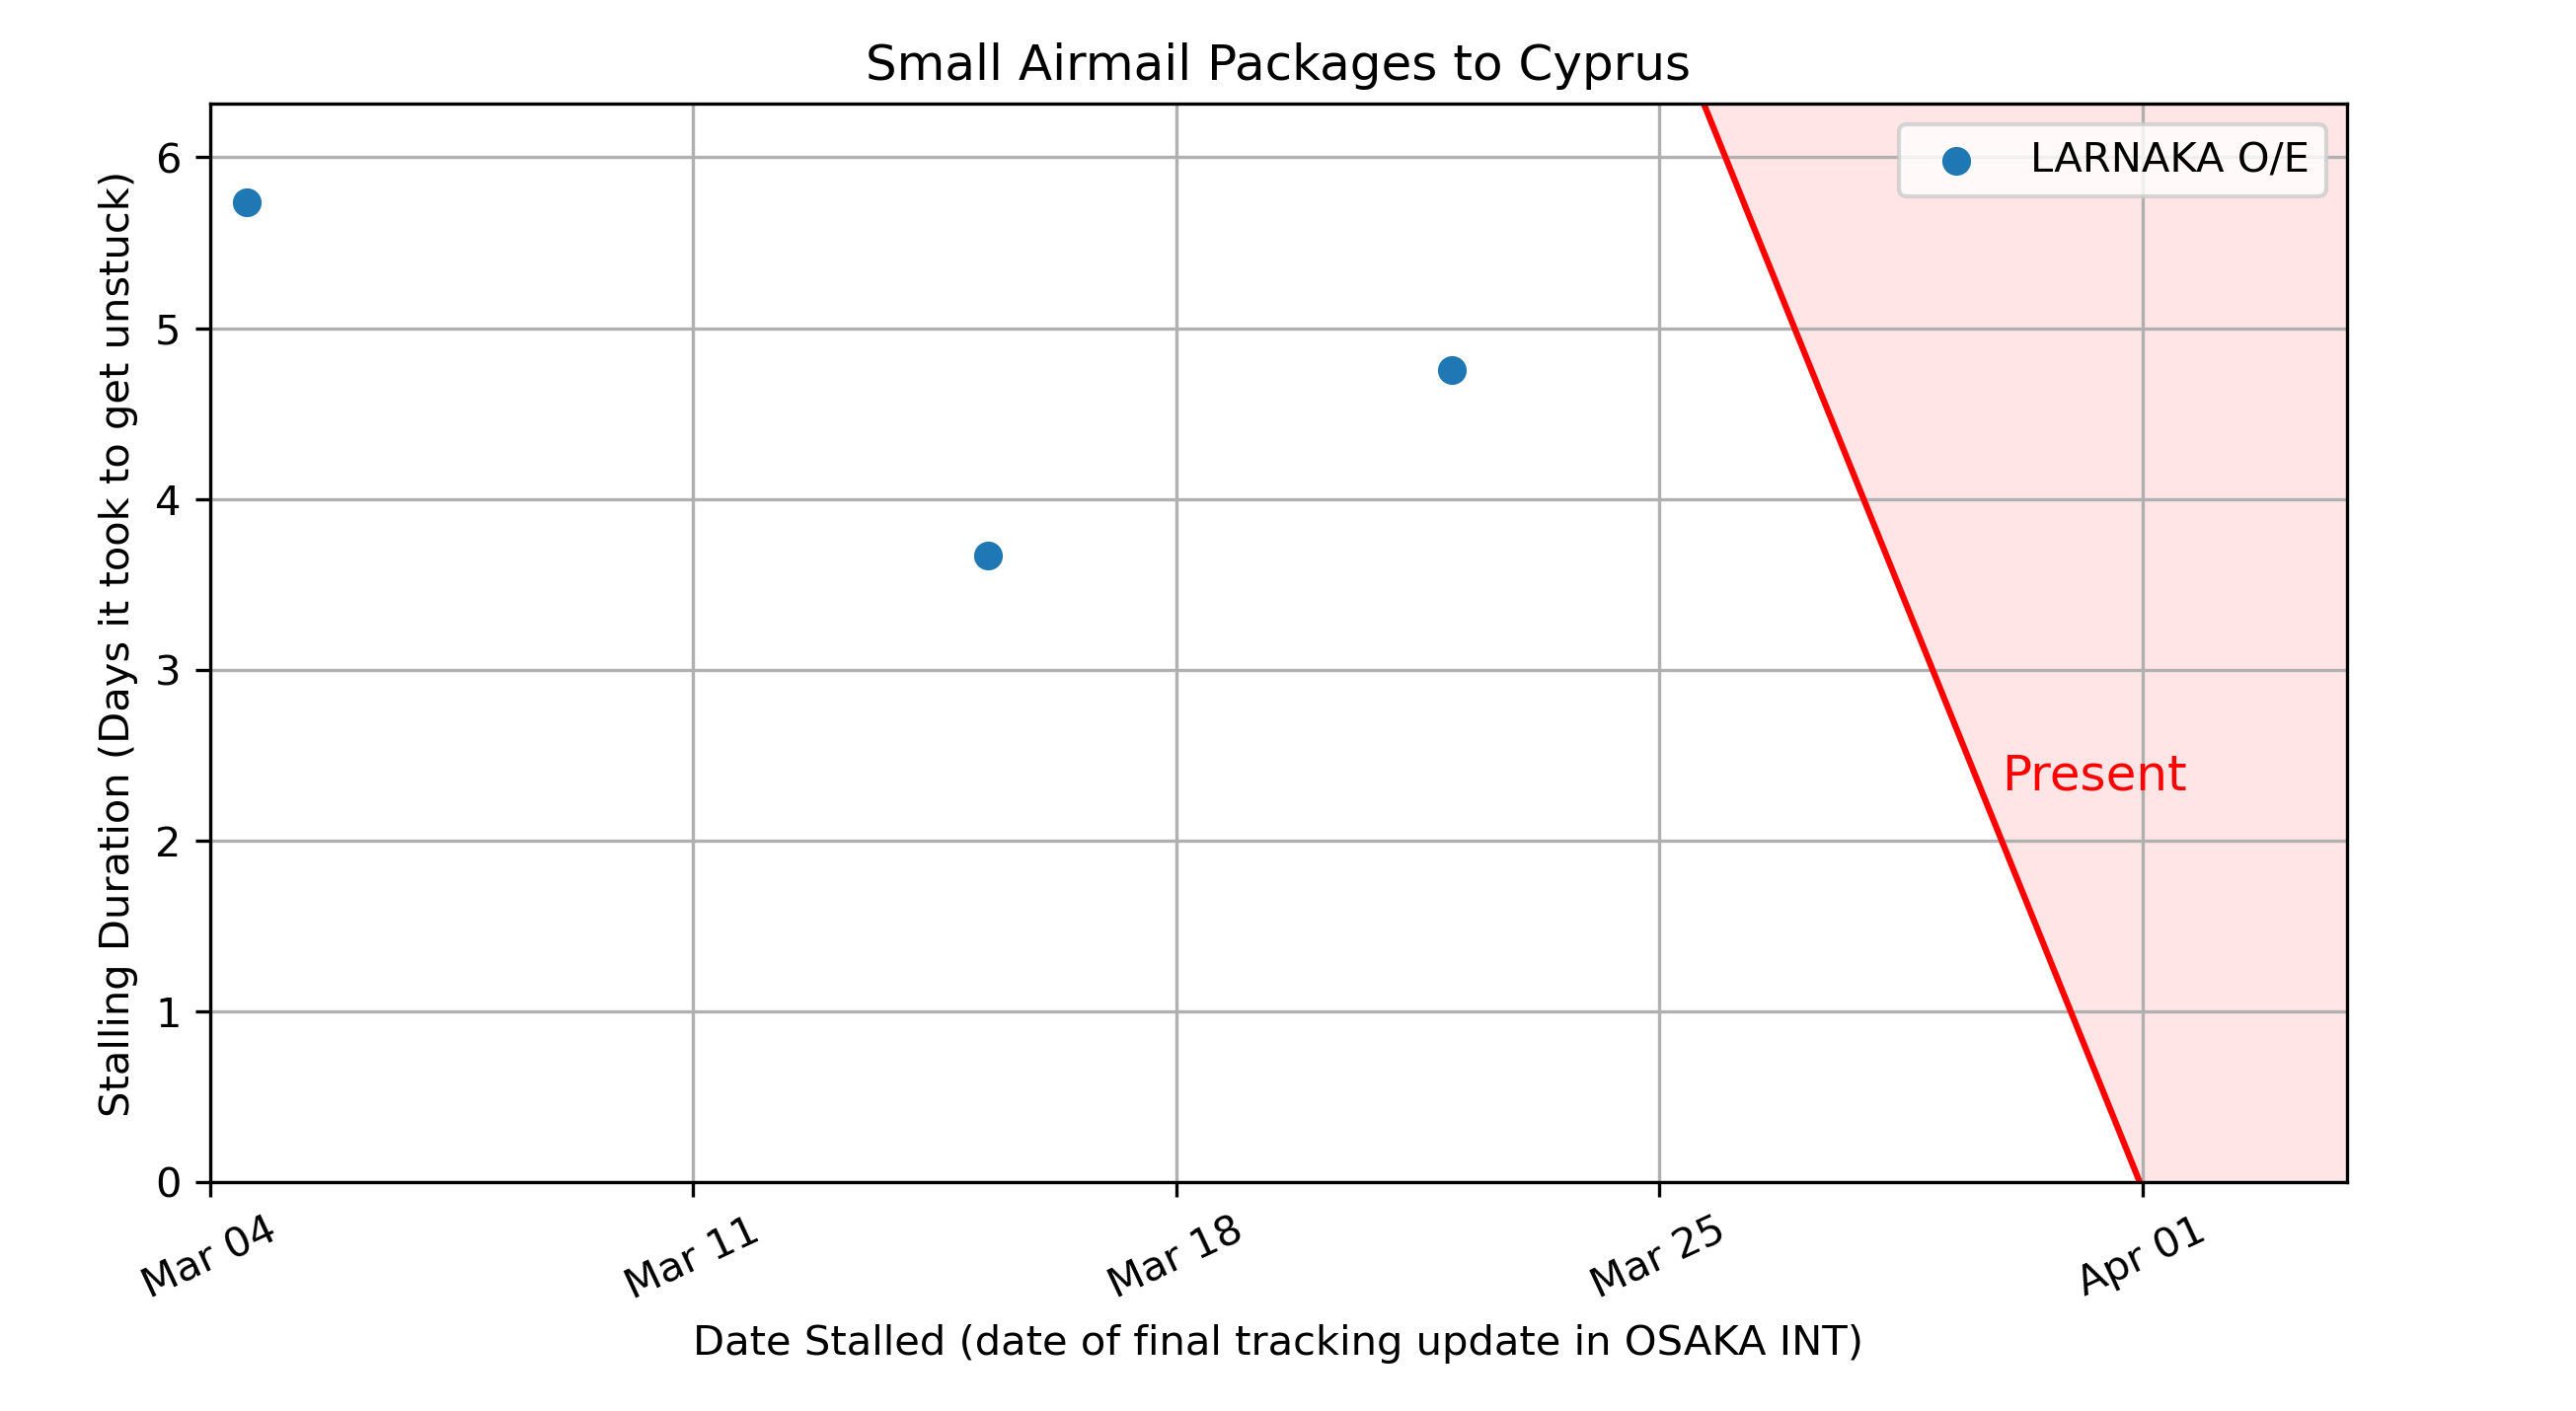 Small Airmail Packages to Cyprus
LARNAKA O/E
Stalling Duration (Days it took to get unstuck)
6
5
4
3
2
1
0
Present
Mar 04
Mar 11
Mar 18
Mar 25
Apr 01
Date Stalled (date of final tracking update in OSAKA INT)